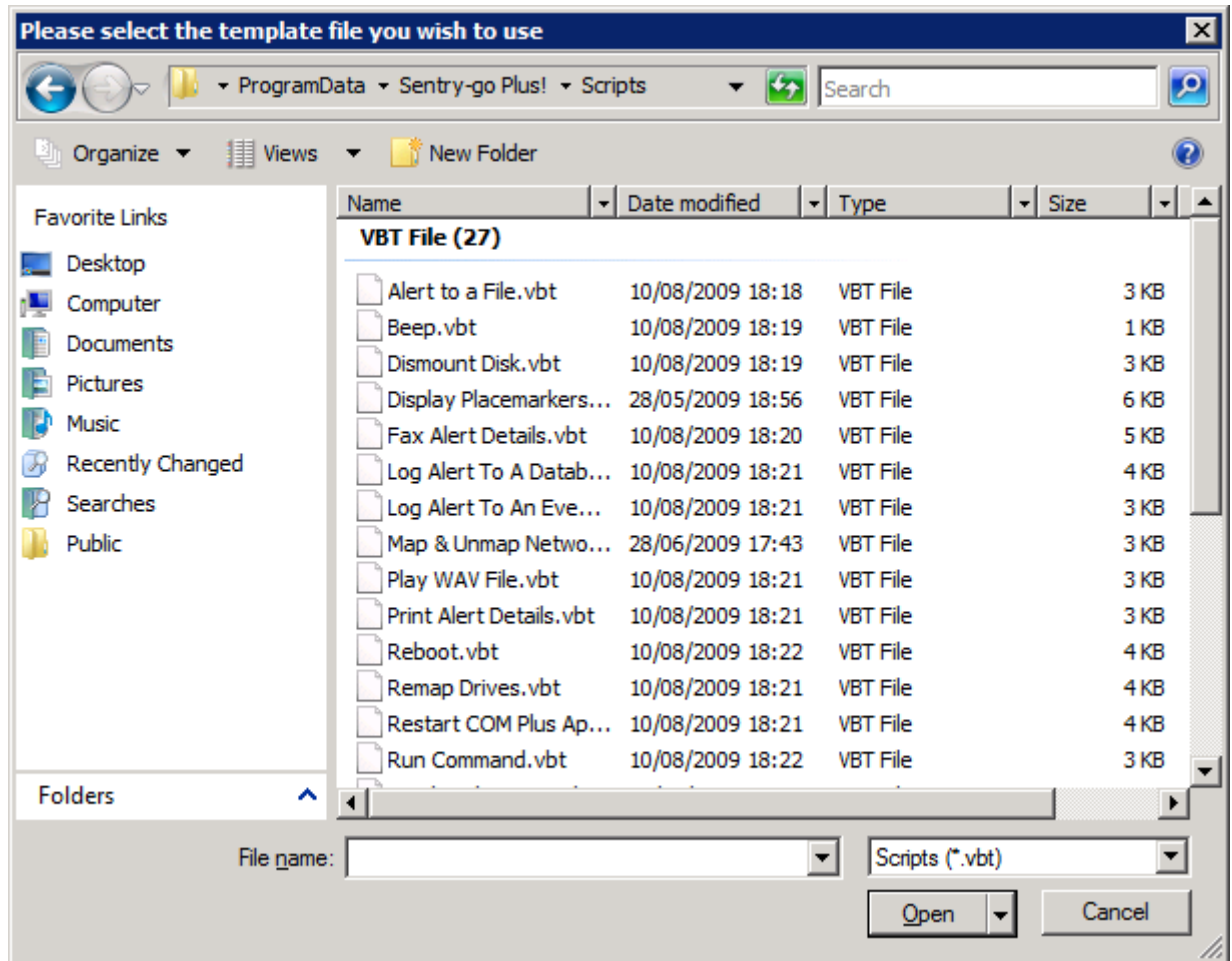 Please select the template file you wish to use
ProgramData Sentry-go Plus! Scripts Search
Organize Views New Folder
Favorite Links
Desktop
Computer
Documents
Pictures
Music
Recently Changed
Searches
Public
Folders
Name Date modified Type Size
VBT File (27)
Alert to a File.vbt 10/08/2009 18:18 VBT File 3 KB
Beep.vbt 10/08/2009 18:19 VBT File 1 KB
Dismount Disk.vbt 10/08/2009 18:19 VBT File 3 KB
Display Placemarkers... 28/05/2009 18:56 VBT File 6 KB
Fax Alert Details.vbt 10/08/2009 18:20 VBT File 5 KB
Log Alert To A Datab... 10/08/2009 18:21 VBT File 4 KB
Log Alert To An Eve... 10/08/2009 18:21 VBT File 3 KB
Map & Unmap Netwo... 28/06/2009 17:43 VBT File 3 KB
Play WAV File.vbt 10/08/2009 18:21 VBT File 3 KB
Print Alert Details.vbt 10/08/2009 18:21 VBT File 3 KB
Reboot.vbt 10/08/2009 18:22 VBT File 4 KB
Remap Drives.vbt 10/08/2009 18:21 VBT File 4 KB
Restart COM Plus Ap... 10/08/2009 18:21 VBT File 4 KB
Run Command.vbt 10/08/2009 18:22 VBT File 3 KB
File name: Scripts (*.vbt)
Open Cancel